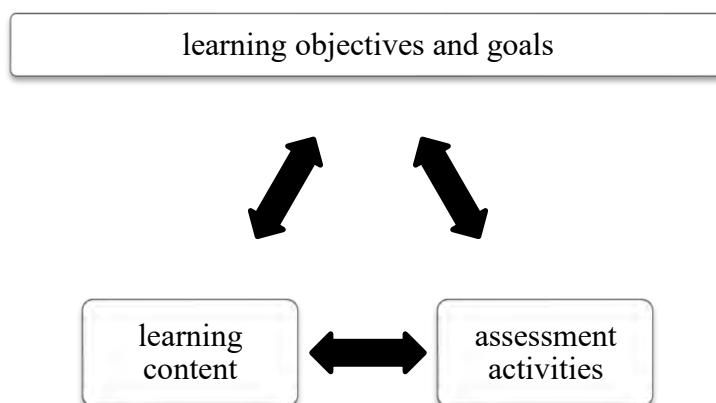 learning objectives and goals
learning
content
assessment
activities